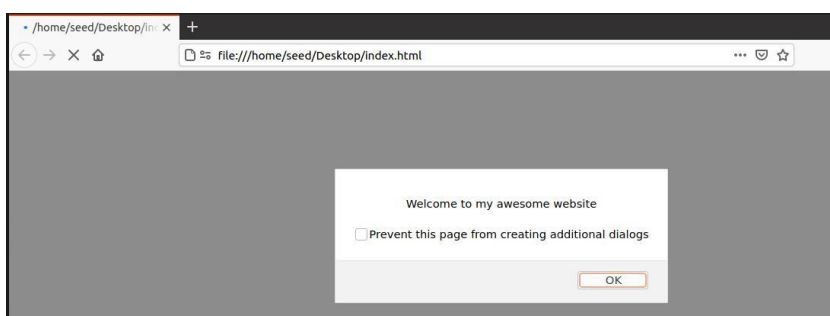 /home/seed/Desktop/inc
file:///home/seed/Desktop/index.html
Welcome to my awesome website
Prevent this page from creating additional dialogs
OK